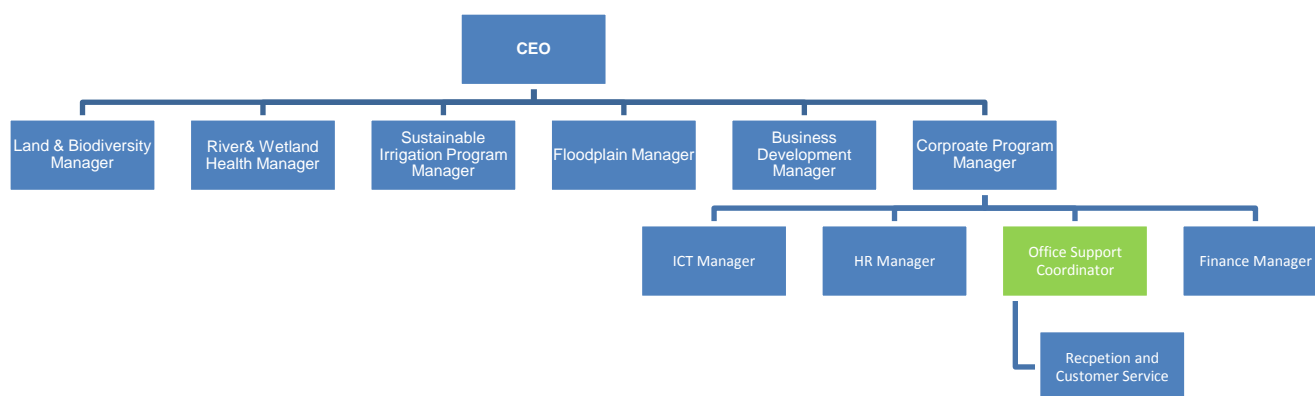 CEO
Land & Biodiversity
Manager
River& Wetland
Health Manager
Sustainable
Irrigation Program
Manager
Floodplain Manager
Business
Development
Manager
Corproate Program
Manager
ICT Manager
HR Manager
Office Support
Coordinator
Finance Manager
Recpetion and
Customer Service